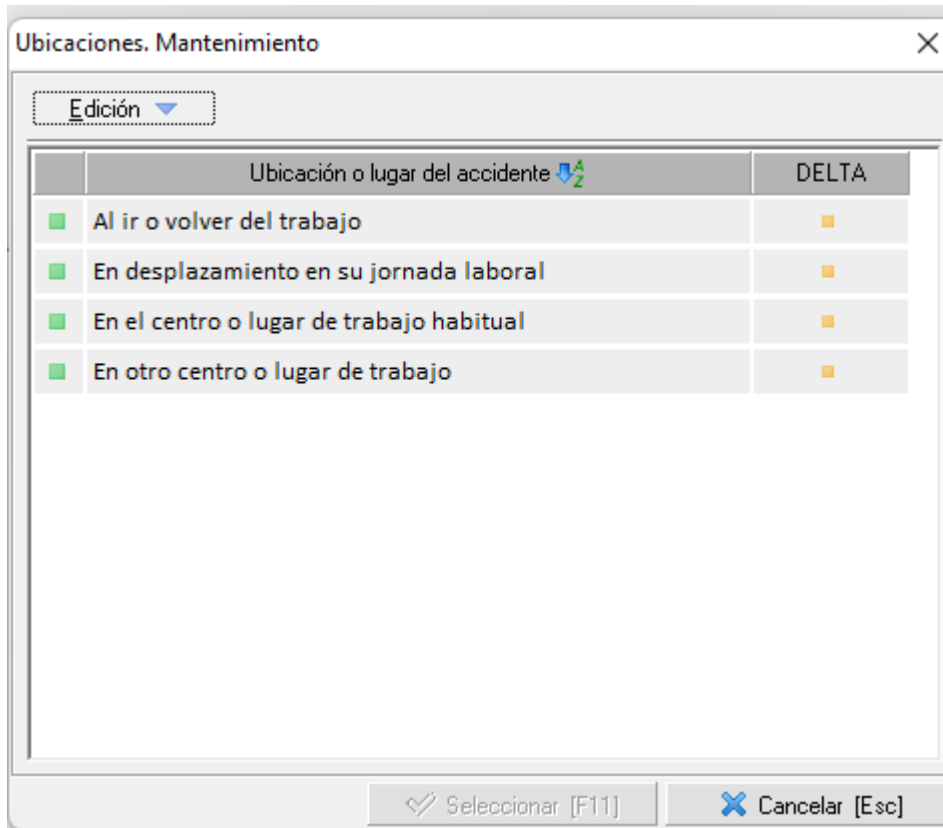 Ubicaciones. Mantenimiento
Edición
Ubicación o lugar del accidente DELTA
Al ir o volver del trabajo
En desplazamiento en su jornada laboral
En el centro o lugar de trabajo habitual
En otro centro o lugar de trabajo
Seleccionar [F11] Cancelar [Esc]